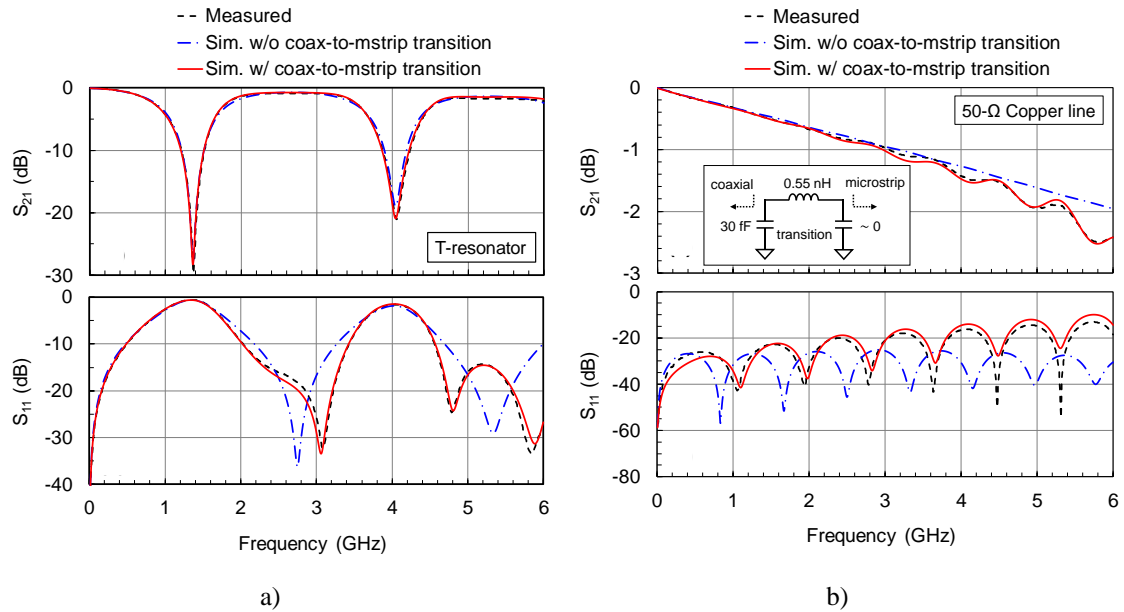 Measured
Sim. w/o coax-to-mstrip transition
Sim. w/ coax-to-mstrip transition
0
-10
-20
-30
S21 (dB)
T-resonator
0
-10
-20
-30
-40
S11 (dB)
0 1 2 3 4 5 6
Frequency (GHz)
a)
Measured
Sim. w/o coax-to-mstrip transition
Sim. w/ coax-to-mstrip transition
0
-1
-2
-3
S21 (dB)
50-Ω Copper line
0.55 nH
coaxial
microstrip
30 fF
transition
~ 0
0
-20
-40
-60
-80
S11 (dB)
0 1 2 3 4 5 6
Frequency (GHz)
b)